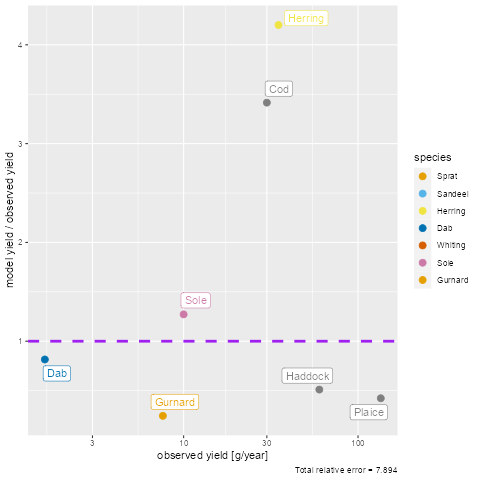 4
3
2
1
model yield / observed yield
Herring
Cod
Sole
Dab
Gurnard
Haddock
Plaice
3
10
30
100
observed yield [g/year]
Total relative error = 7.894
species
Sprat
Sandeel
Herring
Dab
Whiting
Sole
Gurnard